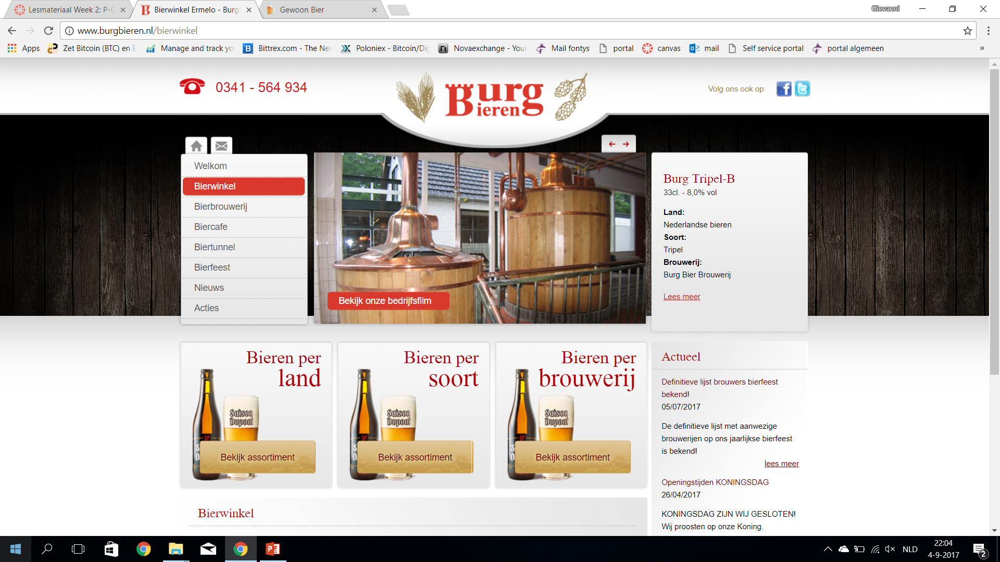 Lesmateriaal Week 2: P-C
Bierwinkel Ermelo - Burg
Gewoon Bier
Giovanni
www.burgbieren.nl/bierwinkel
Apps
Zet Bitcoin (BTC) en E
Manage and track yo
Bittrex.com - The Nex
Poloniex - Bitcoin/Dig
Novaexchange - Your
Mail fontys
portal
canvas
mail
Self service portal
portal algemeen
»
0341 - 564 934
Burg
Bieren
Volg ons ook op:
Welkom
Bierwinkel
Bierbrouwerij
Biercafe
Biertunnel
Bierfeest
Nieuws
Acties
Bekijk onze bedrijfsfilm
Burg Tripel-B
33cl. - 8,0% vol
Land:
Nederlandse bieren
Soort:
Tripel
Brouwerij:
Burg Bier Brouwerij
Lees meer
Bieren per
land
Saison
Dupont
Bekijk assortiment
Bieren per
soort
Saison
Dupont
Bekijk assortiment
Bieren per
brouwerij
Saison
Dupont
Bekijk assortiment
Actueel
Definitieve lijst brouwers bierfeest
bekend!
05/07/2017
De definitieve lijst met aanwezige
brouwerijen op ons jaarlijkse bierfeest
is bekend!
lees meer
Openingstijden KONINGSDAG
26/04/2017
KONINGSDAG ZIJN WIJ GESLOTEN!
Wij proosten op onze Koning.
Bierwinkel
NLD
22:04
4-9-2017
2